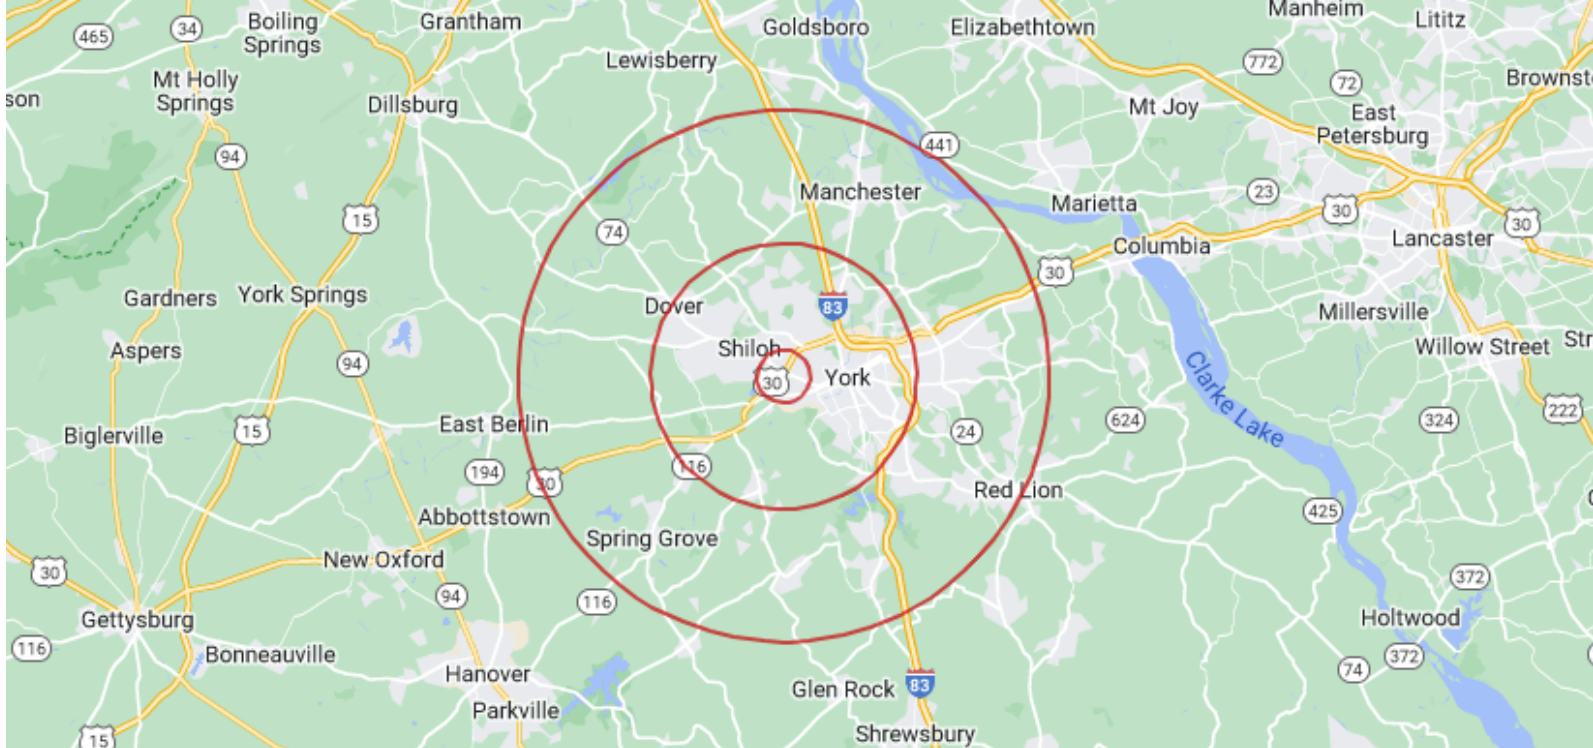 465
34
Boiling
Springs
Grantham
Goldsboro
Elizabethtown
Manheim
Lititz
Lewisberry
772
72
son
Mt Holly
Springs
Dillsburg
Mt Joy
East
Petersburg
Brownst
94
441
Manchester
Marietta
23
30
15
74
Lancaster
30
Columbia
30
Gardners
York Springs
Dover
83
Millersville
Aspers
94
Shiloh
York
30
Willow Street
Str
Clarke Lake
Biglerville
15
East Berlin
24
624
324
222
194
30
116
Red Lion
425
Abbottstown
Spring Grove
30
New Oxford
94
116
372
Gettysburg
Holtwood
116
Bonneauville
Hanover
Glen Rock
83
74
372
Parkville
Shrewsbury
15